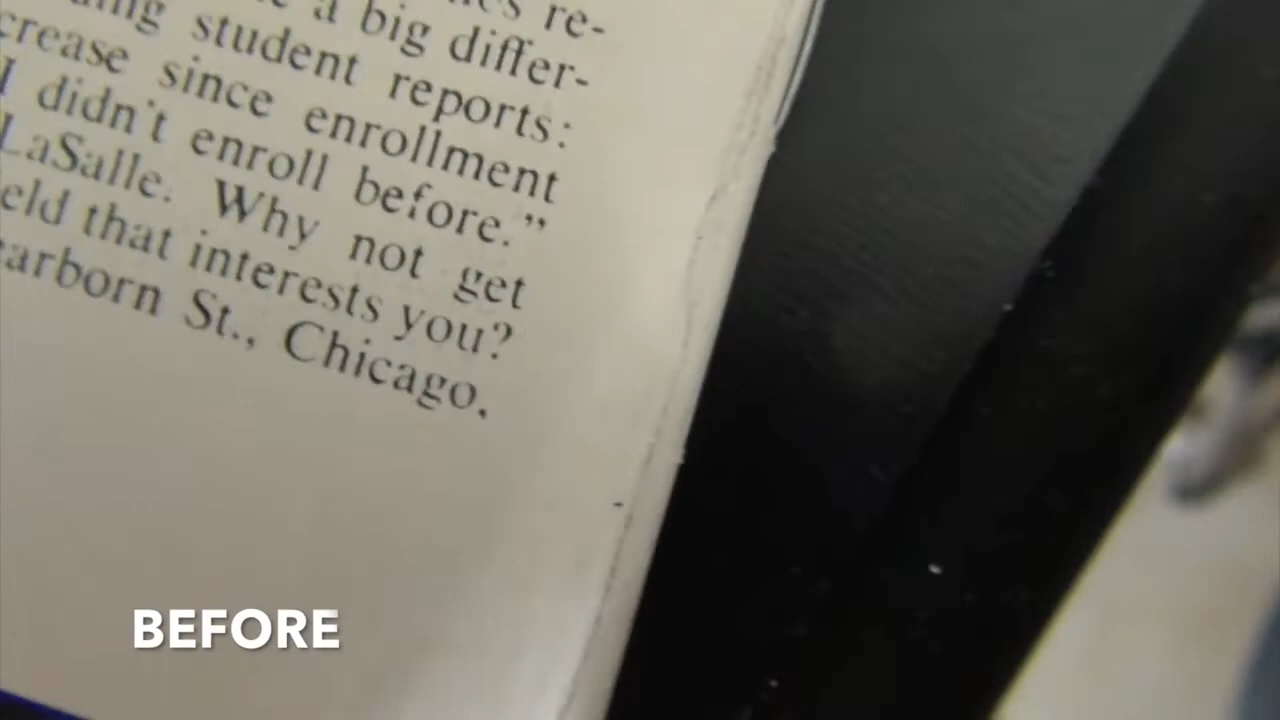 a big differ-
student reports:
crease since enrollment
I didn't enroll before.”
LaSalle. Why not get
eld that interests you?
arborn St., Chicago.
BEFORE